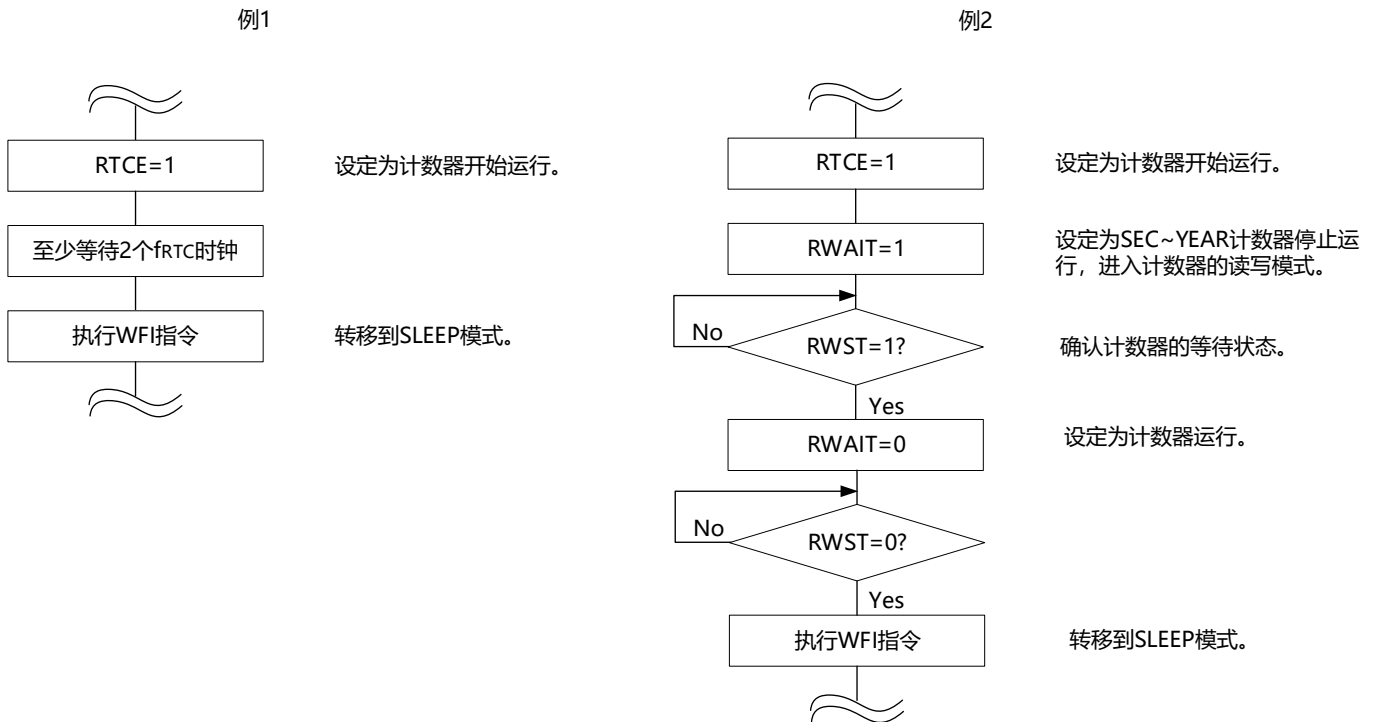 例1
RTCE=1
设定为计数器开始运行。
至少等待2个fRTC时钟
执行WFI指令
转移到SLEEP模式。
例2
RTCE=1
设定为计数器开始运行。
RWAIT=1
设定为SEC~YEAR计数器停止运
行，进入计数器的读写模式。
No
RWST=1?
确认计数器的等待状态。
Yes
RWAIT=0
设定为计数器运行。
No
RWST=0?
Yes
执行WFI指令
转移到SLEEP模式。